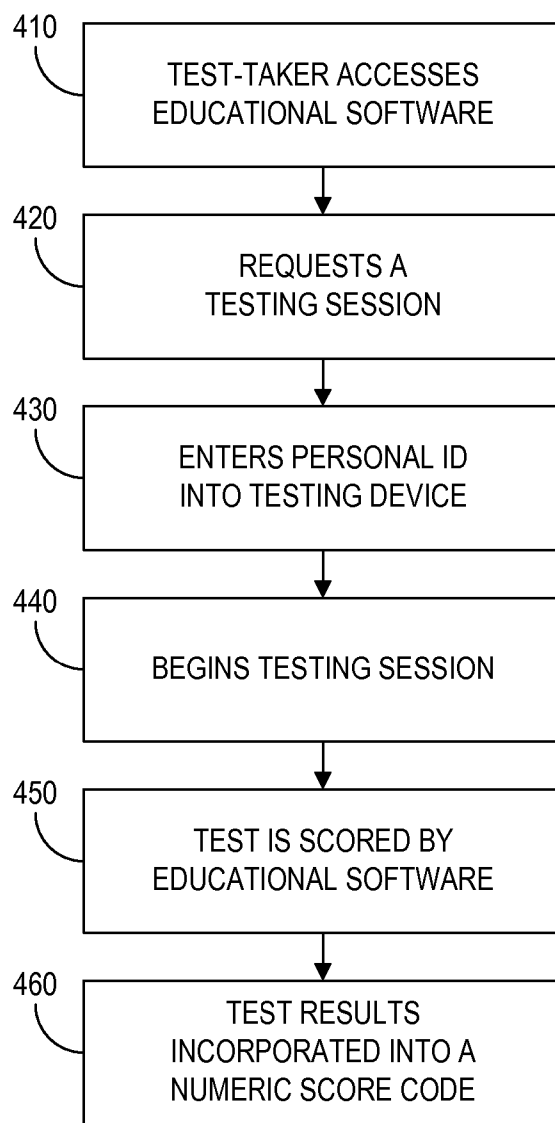 410
TEST-TAKER ACCESSES
EDUCATIONAL SOFTWARE
420
REQUESTS A
TESTING SESSION
430
ENTERS PERSONAL ID
INTO TESTING DEVICE
440
BEGINS TESTING SESSION
450
TEST IS SCORED BY
EDUCATIONAL SOFTWARE
460
TEST RESULTS
INCORPORATED INTO A
NUMERIC SCORE CODE